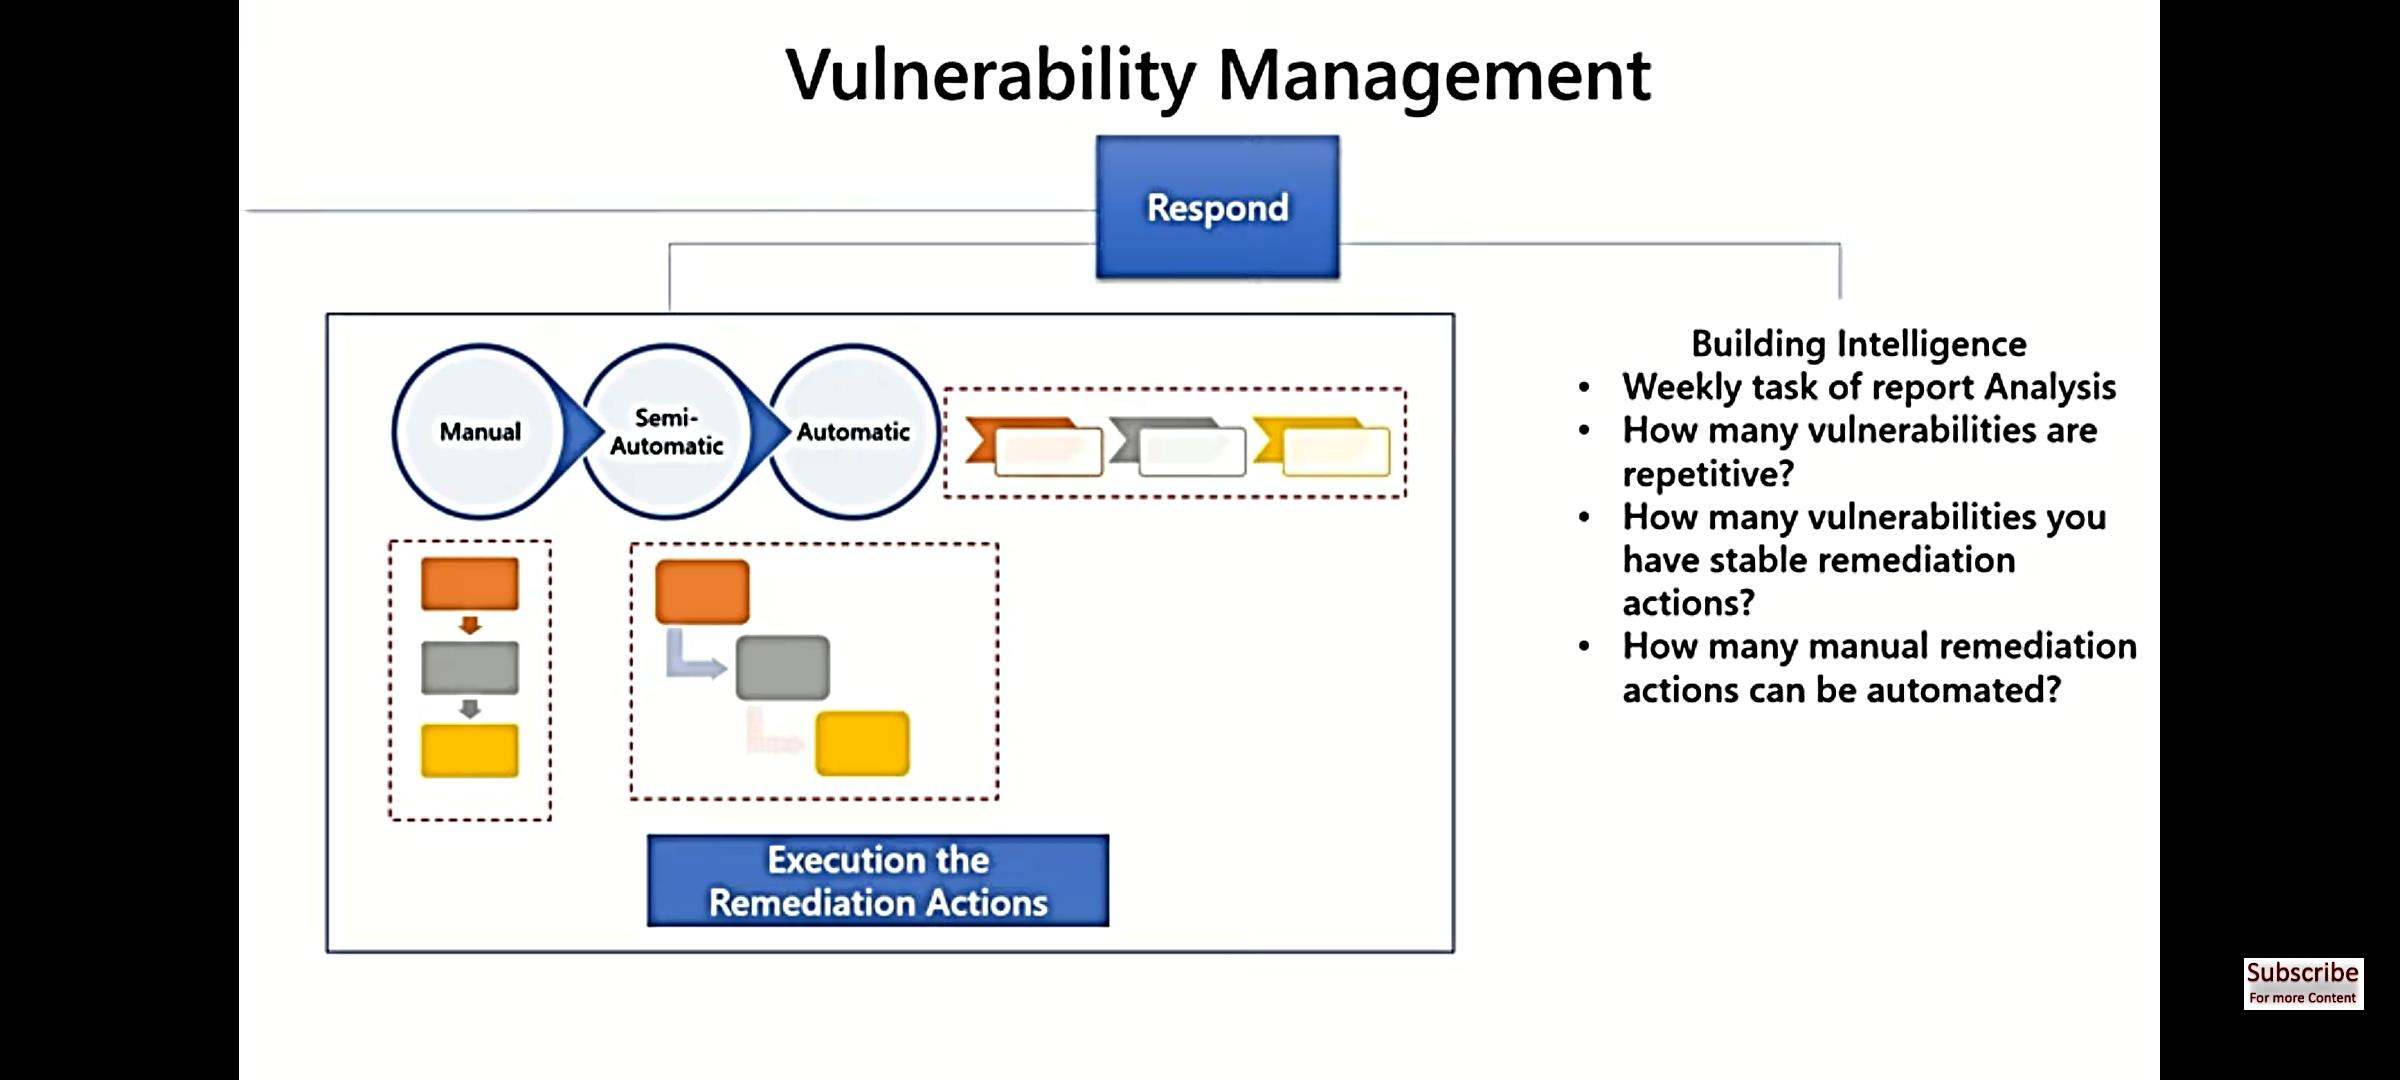 Vulnerability Management
Respond
Manual
Semi-
Automatic
Automatic
Execution the
Remediation Actions
Building Intelligence
• Weekly task of report Analysis
• How many vulnerabilities are
repetitive?
• How many vulnerabilities you
have stable remediation
actions?
• How many manual remediation
actions can be automated?
Subscribe
For more Content